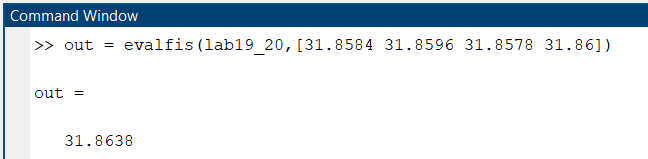 Command Window
>> out = evalfis(lab19_20,[31.8584 31.8596 31.8578 31.86])
out =
31.8638